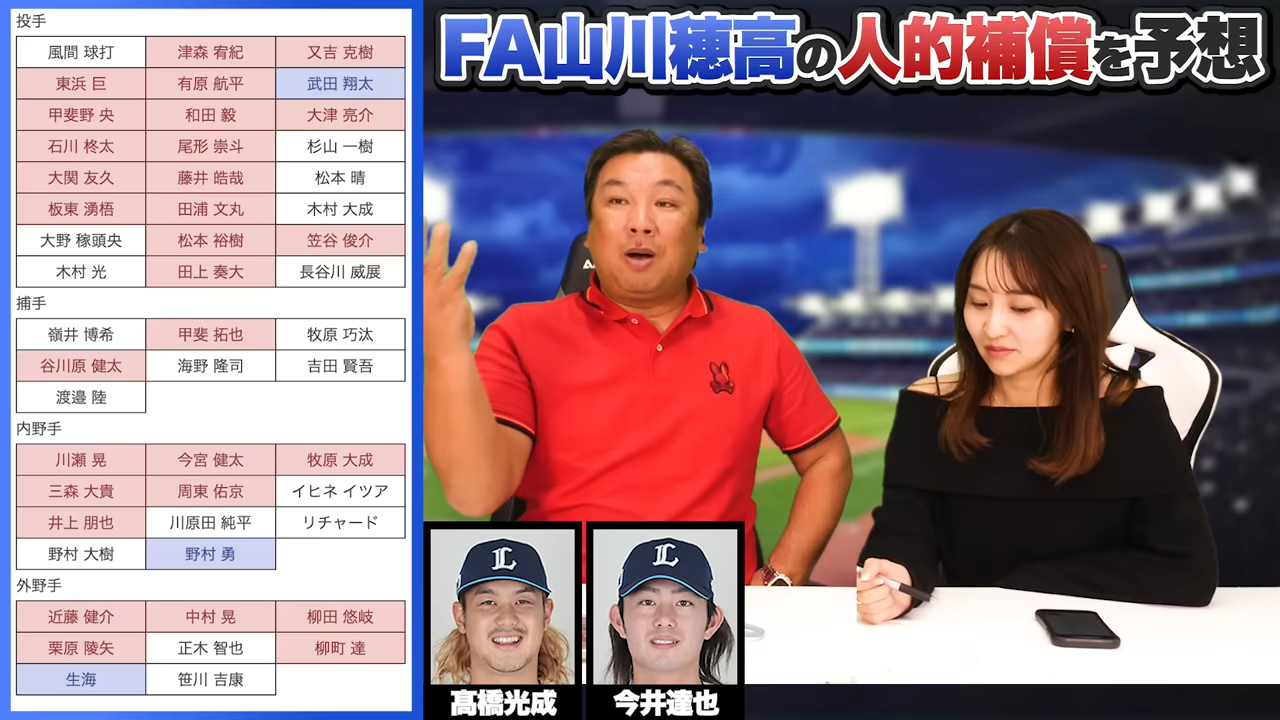 FA山川穂高の人的補償を予想
投手
風間 球打 津森 宥紀 又吉 克樹
東浜 巨 有原 航平 武田 翔太
甲斐野 央 和田 毅 大津 亮介
石川 柊太 尾形 崇斗 杉山 一樹
大関 友久 藤井 皓哉 松本 晴
板東 湧梧 田浦 文丸 木村 大成
大野 稼頭央 松本 裕樹 笠谷 俊介
木村 光 田上 奏大 長谷川 威展
捕手
嶺井 博希 甲斐 拓也 牧原 巧汰
谷川原 健太 海野 隆司 吉田 賢吾
渡邉 陸
内野手
川瀬 晃 今宮 健太 牧原 大成
三森 大貴 周東 佑京 イヒネ イツア
井上 朋也 川原田 純平 リチャード
野村 大樹 野村 勇
外野手
近藤 健介 中村 晃 柳田 悠岐
栗原 陵矢 正木 智也 柳町 達
生海 笹川 吉康
L
L
髙橋光成
今井達也